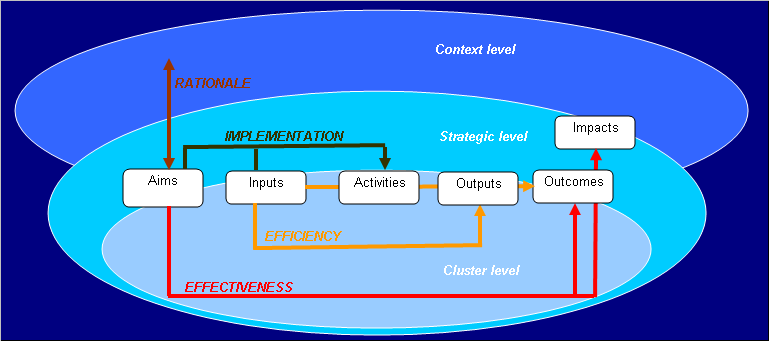 Context level
RATIONALE
IMPLEMENTATION
Strategic level
Impacts
Aims
Inputs
Activities
Outputs
Outcomes
EFFICIENCY
Cluster level
EFFECTIVENESS